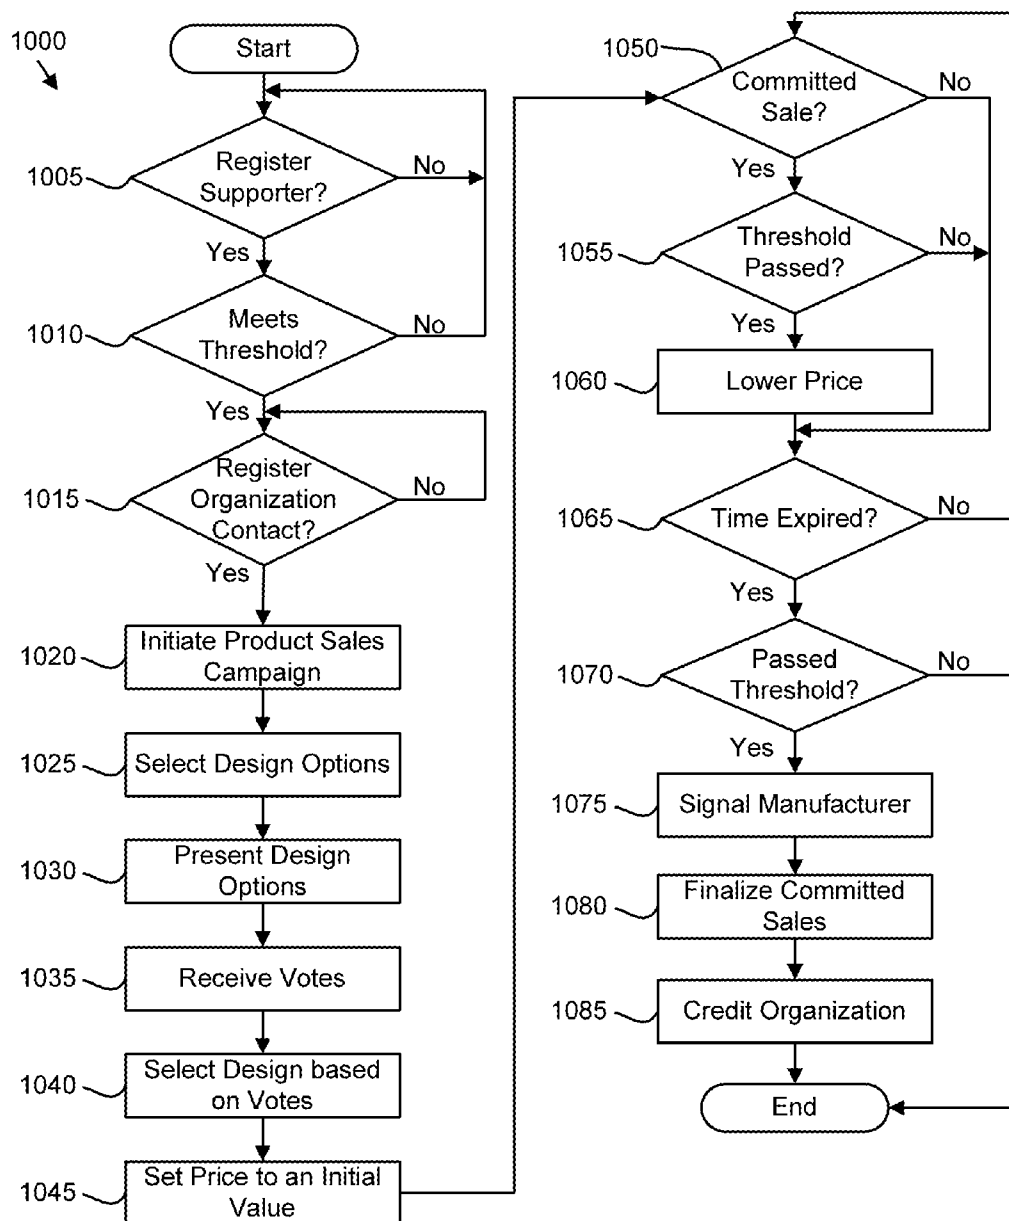 1000
Start
1005
Register
Supporter?
No
Yes
1010
Meets
Threshold?
No
Yes
1015
Register
Organization
Contact?
No
Yes
1020
Initiate Product Sales
Campaign
1025
Select Design Options
1030
Present Design
Options
1035
Receive Votes
1040
Select Design based
on Votes
1045
Set Price to an Initial
Value
1050
Committed
Sale?
No
Yes
1055
Threshold
Passed?
No
Yes
1060
Lower Price
1065
Time Expired?
No
Yes
1070
Passed
Threshold?
No
Yes
1075
Signal Manufacturer
1080
Finalize Committed
Sales
1085
Credit Organization
End